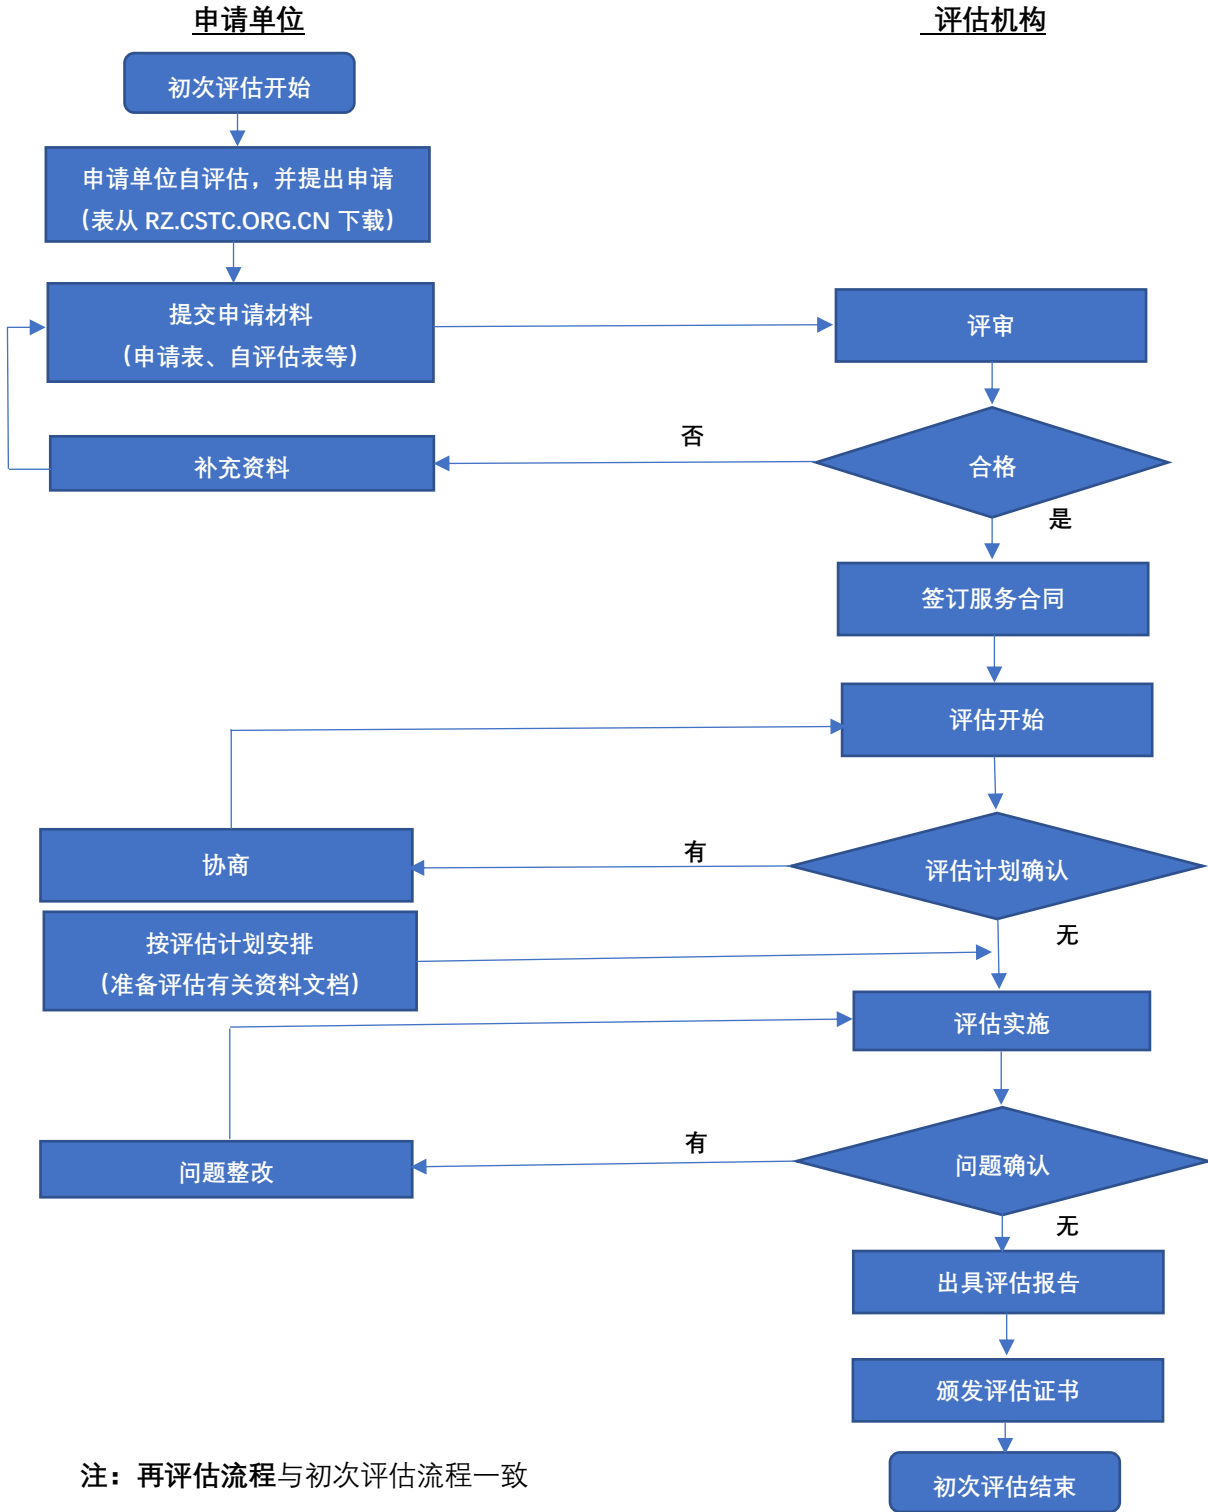 申请单位
评估机构
初次评估开始
申请单位自评估，并提出申请
（表从 RZ.CSTC.ORG.CN 下载）
提交申请材料
（申请表、自评估表等）
评审
否
补充资料
合格
是
签订服务合同
评估开始
协商
有
评估计划确认
按评估计划安排
（准备评估有关资料文档）
无
评估实施
有
问题整改
问题确认
无
出具评估报告
颁发评估证书
注：再评估流程与初次评估流程一致
初次评估结束